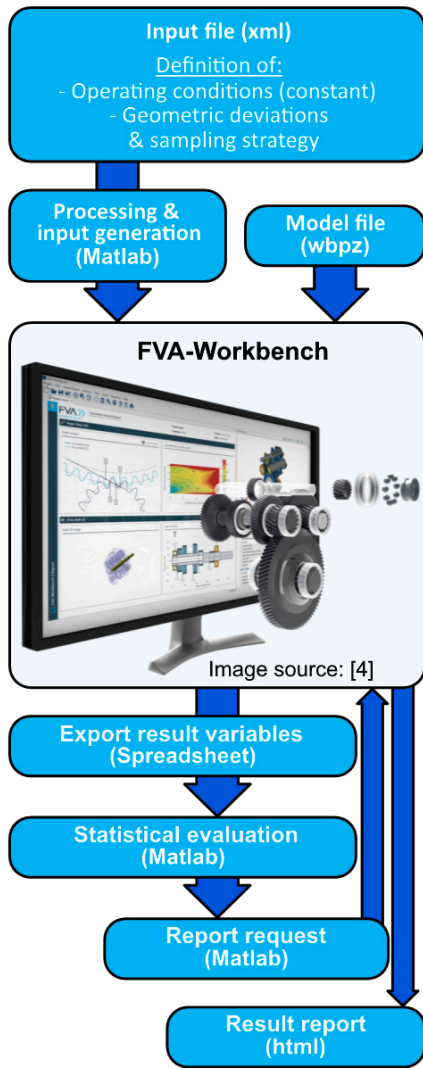 Input file (xml)
Definition of:
- Operating conditions (constant)
- Geometric deviations
& sampling strategy
Processing &
input generation
(Matlab)
Model file
(wbpz)
FVA-Workbench
FVA
Image source: [4]
Export result variables
(Spreadsheet)
Statistical evaluation
(Matlab)
Report request
(Matlab)
Result report
(html)